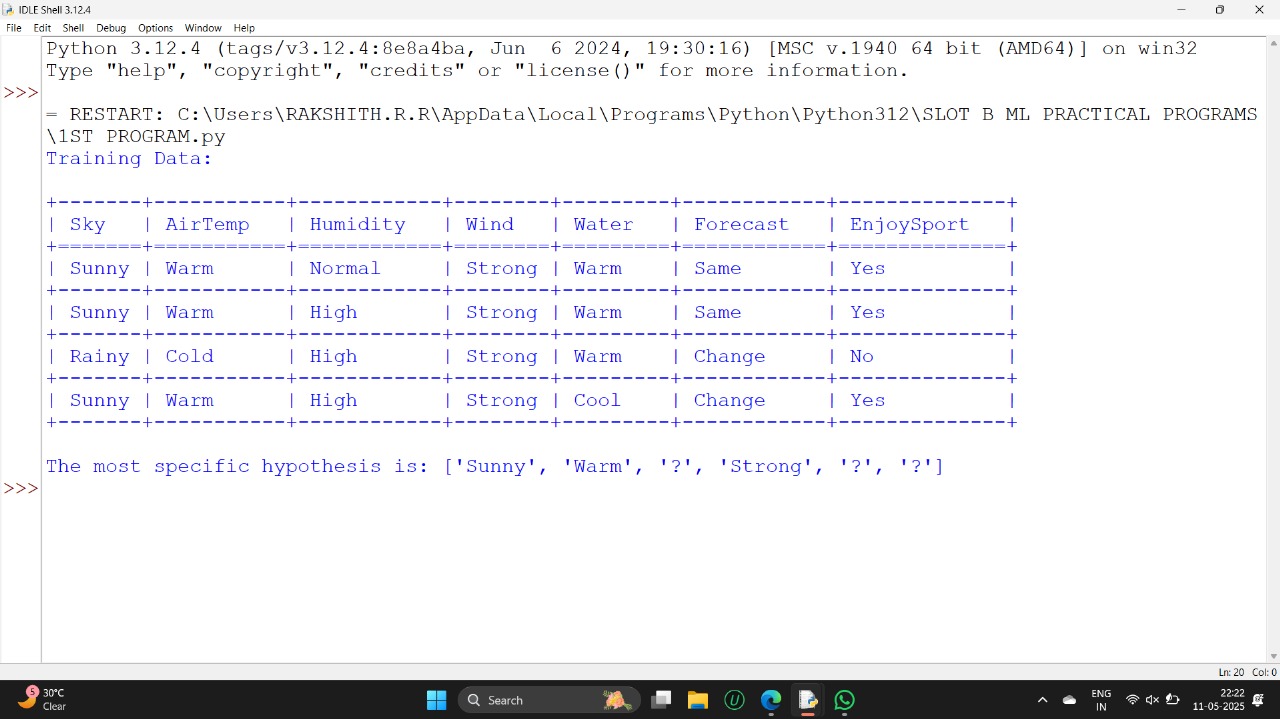 IDLE Shell 3.12.4
File Edit Shell Debug Options Window Help
Python 3.12.4 (tags/v3.12.4:8e8a4ba, Jun  6 2024, 19:30:16) [MSC v.1940 64 bit (AMD64)] on win32
Type "help", "copyright", "credits" or "license()" for more information.
>>>
= RESTART: C:\Users\RAKSHITH.R.R\AppData\Local\Programs\Python\Python312\SLOT B ML PRACTICAL PROGRAMS
\1ST PROGRAM.py
Training Data:
+-------+-----------+------------+--------+---------+------------+--------------+
| Sky   | AirTemp   | Humidity   | Wind   | Water   | Forecast   | EnjoySport   |
+=======+===========+============+========+=========+============+==============+
| Sunny | Warm      | Normal     | Strong | Warm    | Same       | Yes          |
+-------+-----------+------------+--------+---------+------------+--------------+
| Sunny | Warm      | High       | Strong | Warm    | Same       | Yes          |
+-------+-----------+------------+--------+---------+------------+--------------+
| Rainy | Cold      | High       | Strong | Warm    | Change     | No           |
+-------+-----------+------------+--------+---------+------------+--------------+
| Sunny | Warm      | High       | Strong | Cool    | Change     | Yes          |
+-------+-----------+------------+--------+---------+------------+--------------+
The most specific hypothesis is: ['Sunny', 'Warm', '?', 'Strong', '?', '?']
>>>
Ln: 20 Col: 0
5
30°C
Clear
Search
U
ENG
IN
22:22
11-05-2025